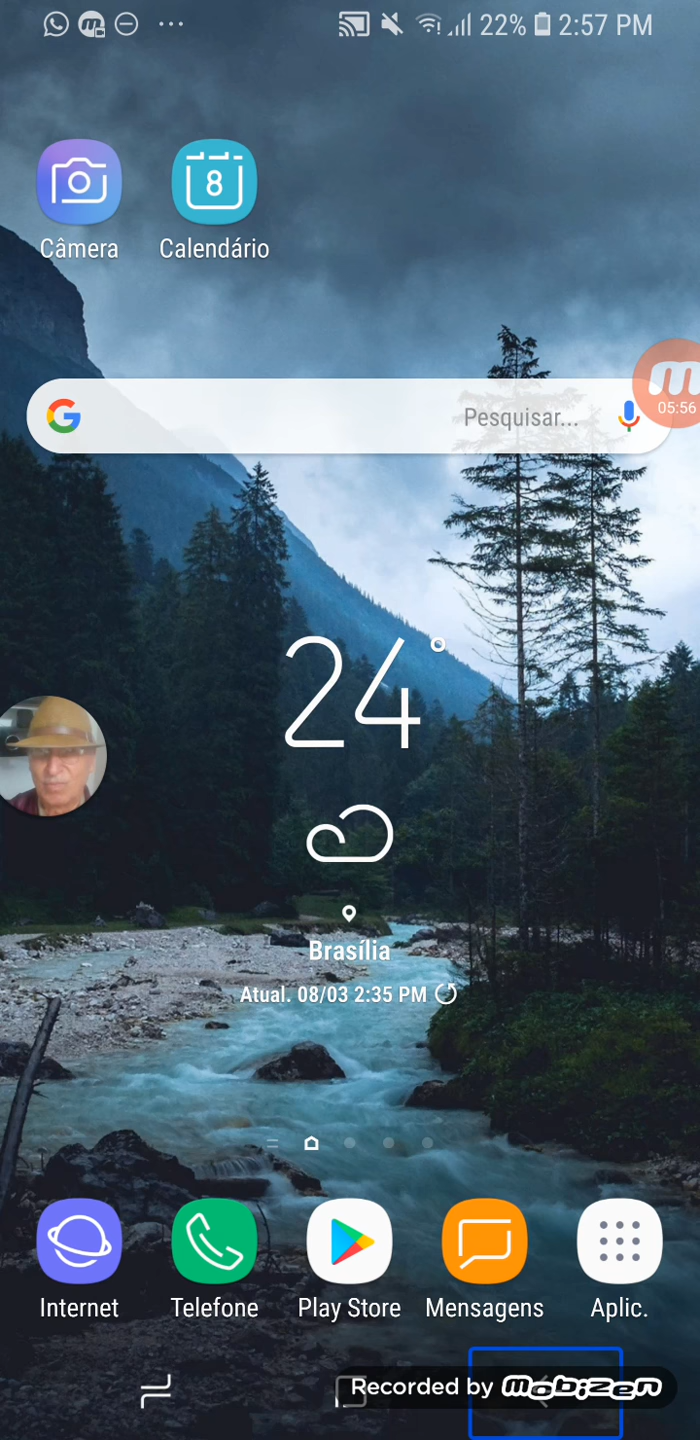 22% 2:57 PM
8
Câmera Calendário
Pesquisar...
05:56
24°
Brasília
Atual. 08/03 2:35 PM
Internet Telefone Play Store Mensagens Aplic.
Recorded by mobizen